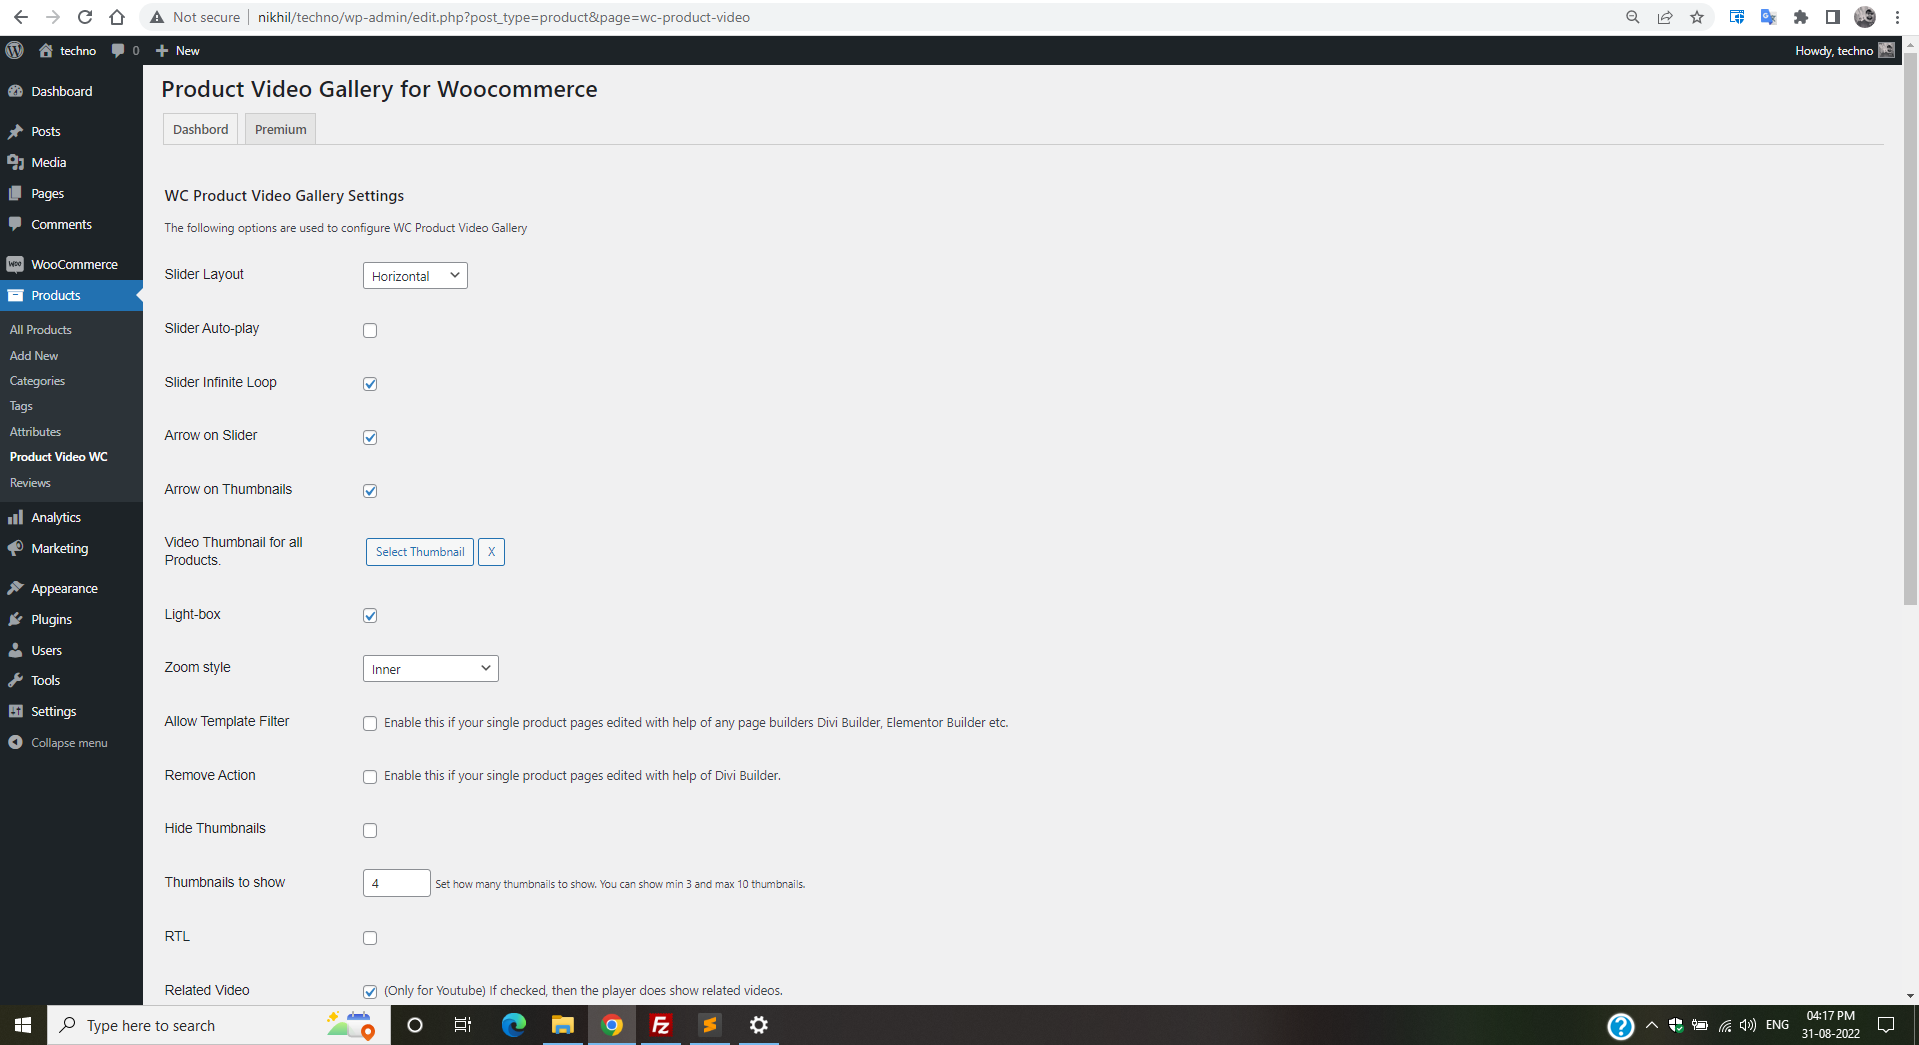 Not secure
nikhil/techno/wp-admin/edit.php?post_type=product&page=wc-product-video
techno
0
New
Howdy, techno
Dashboard
Posts
Media
Pages
Comments
WooCommerce
Products
All Products
Add New
Categories
Tags
Attributes
Product Video WC
Reviews
Analytics
Marketing
Appearance
Plugins
Users
Tools
Settings
Collapse menu
Product Video Gallery for Woocommerce
Dashbord
Premium
WC Product Video Gallery Settings
The following options are used to configure WC Product Video Gallery
Slider Layout
Horizontal
Slider Auto-play
Slider Infinite Loop
Arrow on Slider
Arrow on Thumbnails
Video Thumbnail for all
Products.
Select Thumbnail
X
Light-box
Zoom style
Inner
Allow Template Filter
Enable this if your single product pages edited with help of any page builders Divi Builder, Elementor Builder etc.
Remove Action
Enable this if your single product pages edited with help of Divi Builder.
Hide Thumbnails
Thumbnails to show
4
Set how many thumbnails to show. You can show min 3 and max 10 thumbnails.
RTL
Related Video
(Only for Youtube) If checked, then the player does show related videos.
Type here to search
ENG
04:17 PM
31-08-2022